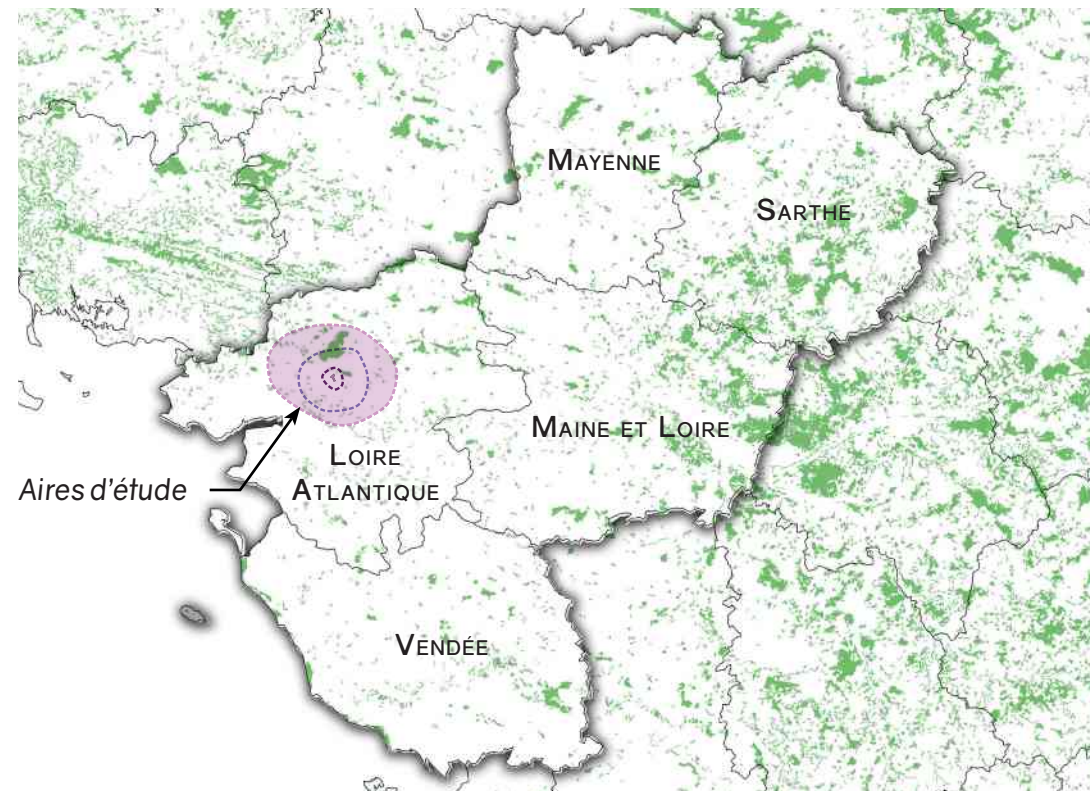 MAYENNE
SARTHE
MAINE ET LOIRE
LOIRE
ATLANTIQUE
Aires d'étude
VENDÉE